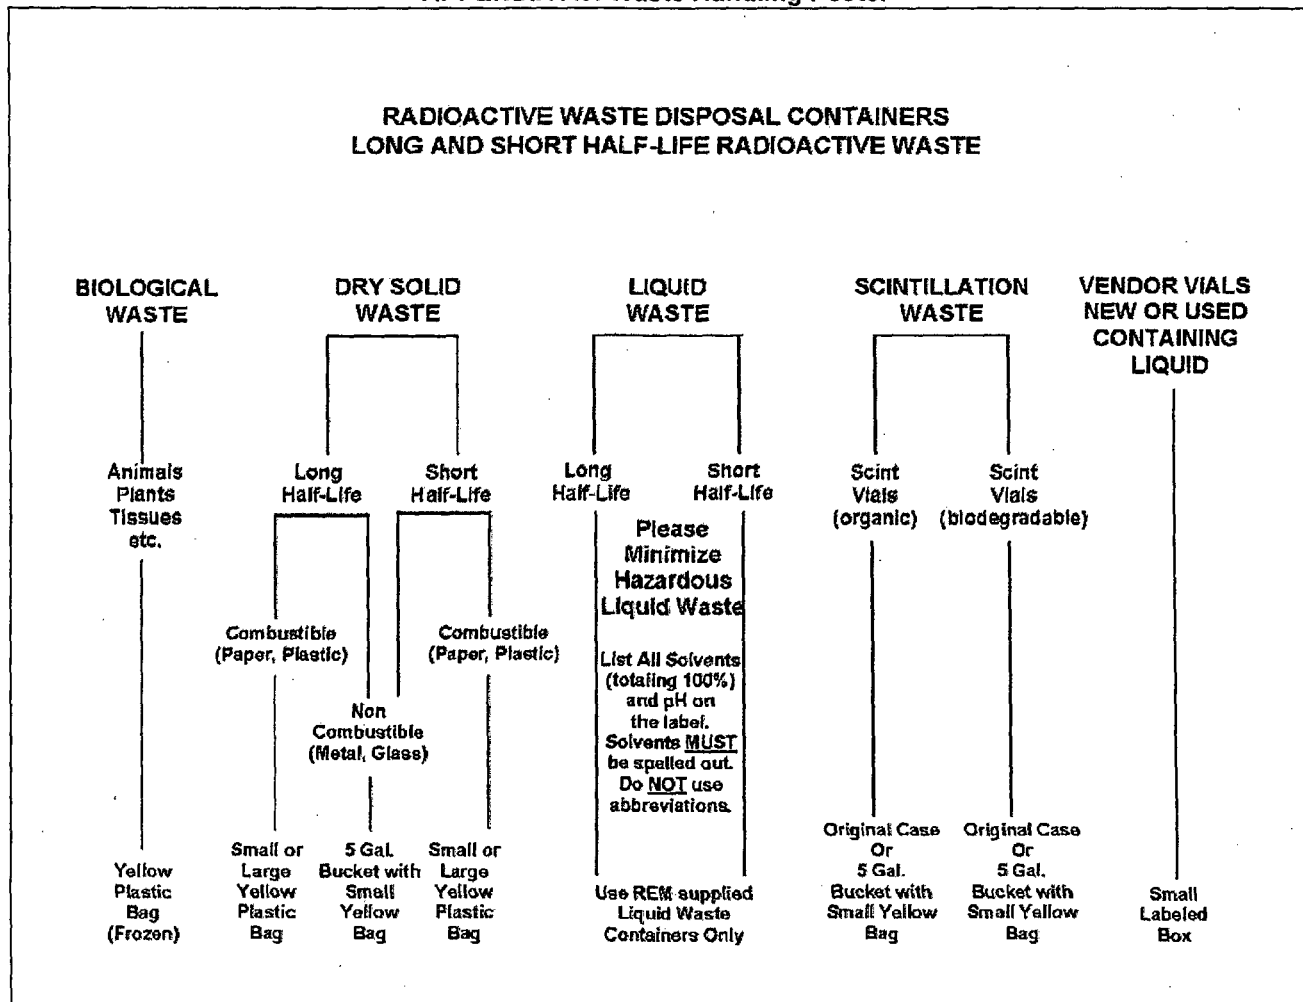 RADIOACTIVE WASTE DISPOSAL CONTAINERS
LONG AND SHORT HALF-LIFE RADIOACTIVE WASTE
BIOLOGICAL
WASTE
DRY SOLID
WASTE
LIQUID
WASTE
SCINTILLATION
WASTE
VENDOR VIALS
NEW OR USED
CONTAINING
LIQUID
Animals
Plants
Tissues
etc.
Long
Half-Life
Short
Half-Life
Long
Half-Life
Short
Half-Life
Scint
Vials
(organic)
Scint
Vials
(biodegradable)
Please
Minimize
Hazardous
Liquid Waste
Combustible
(Paper, Plastic)
Combustible
(Paper, Plastic)
Non
Combustible
(Metal, Glass)
List All Solvents
(totaling 100%)
and pH on
the label.
Solvents MUST
be spelled out.
Do NOT use
abbreviations.
Yellow
Plastic
Bag
(Frozen)
Small or
Large
Yellow
Plastic
Bag
5 Gal.
Bucket with
Small
Yellow
Bag
Small or
Large
Yellow
Plastic
Bag
Use REM supplied
Liquid Waste
Containers Only
Original Case
Or
5 Gal.
Bucket with
Small Yellow
Bag
Original Case
Or
5 Gal.
Bucket with
Small Yellow
Bag
Small
Labeled
Box